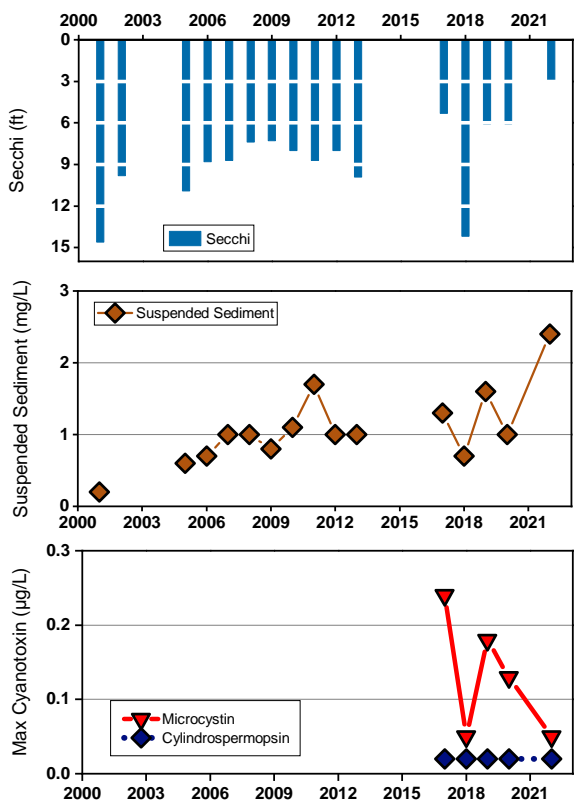 2000 2003 2006 2009 2012 2015 2018 2021
0
3
6
9
12
15
Secchi (ft)
Secchi
3
2
1
0
Suspended Sediment (mg/L)
Suspended Sediment
2000 2003 2006 2009 2012 2015 2018 2021
0.3
0.2
0.1
0.0
Max Cyanotoxin (µg/L)
Microcystin
Cylindrospermopsin
2000 2003 2006 2009 2012 2015 2018 2021